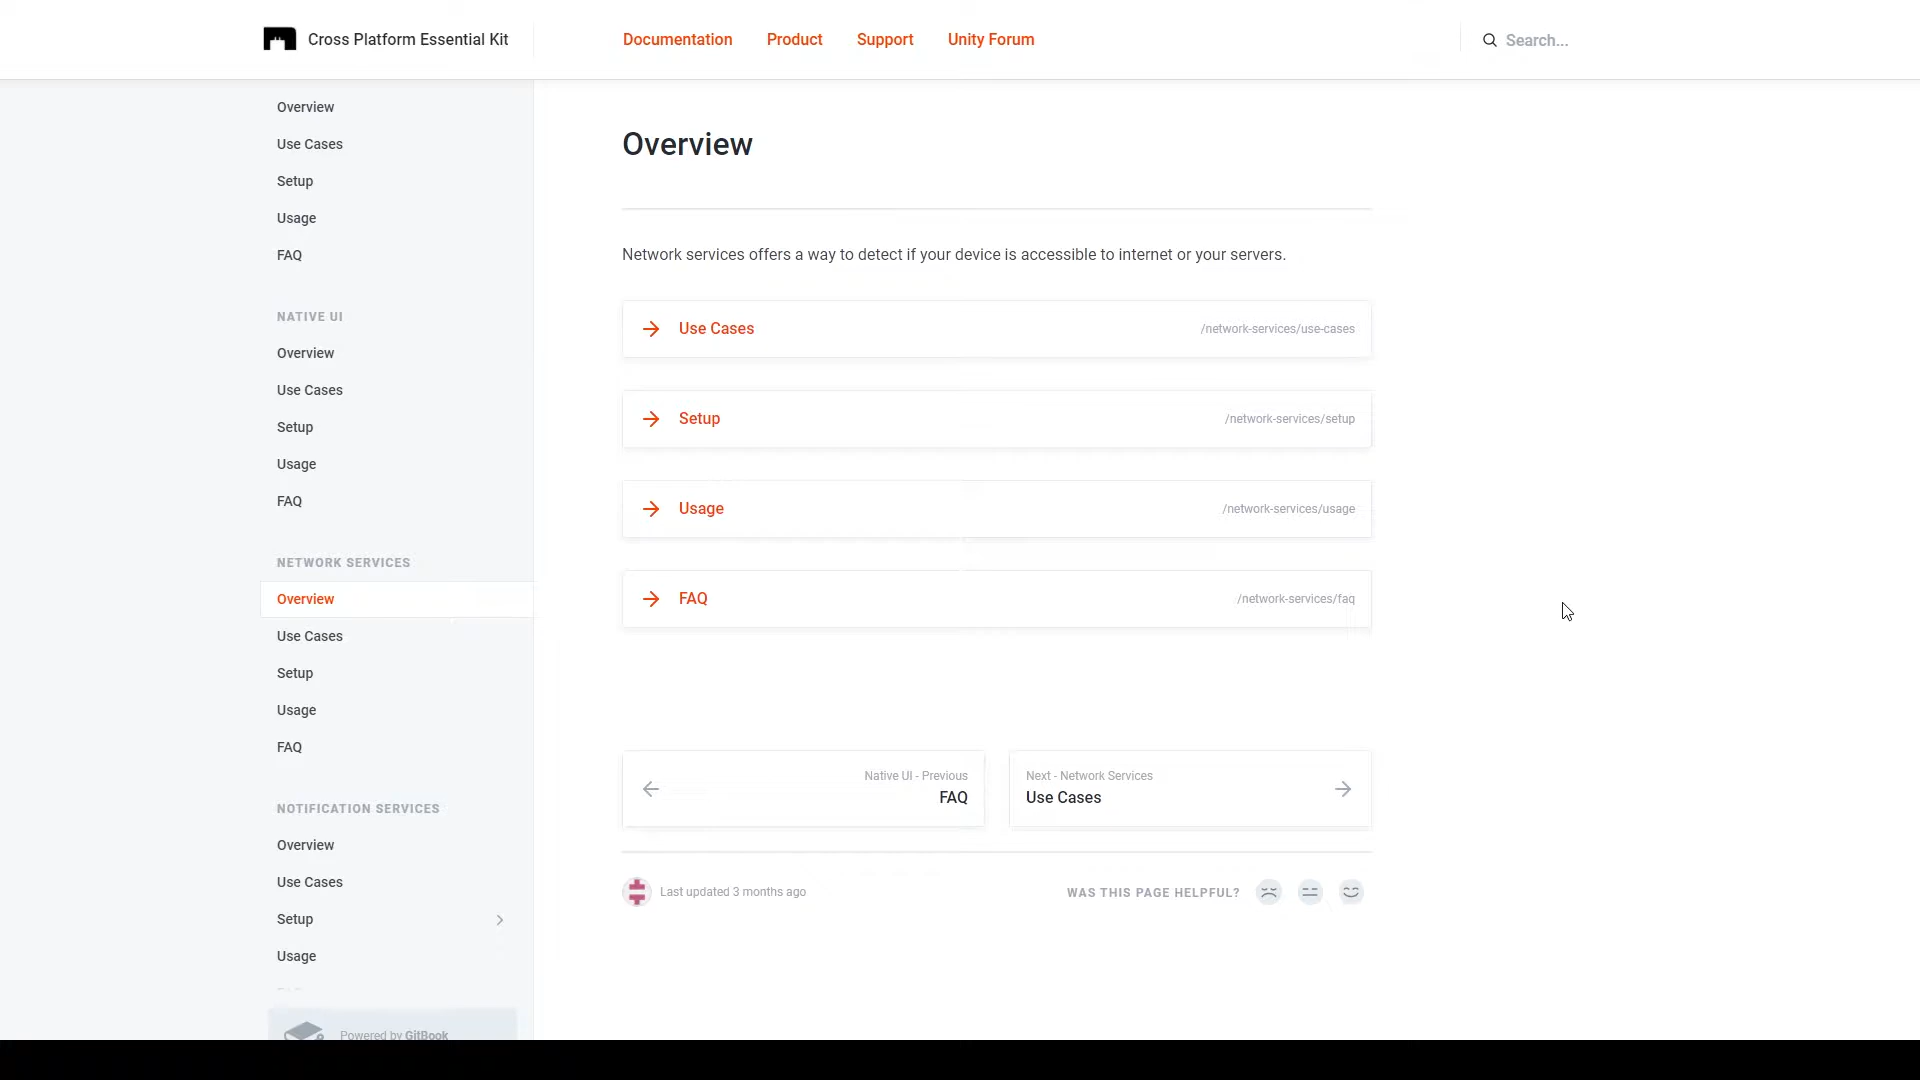 Cross Platform Essential Kit
Documentation
Product
Support
Unity Forum
Search...
Overview
Use Cases
Setup
Usage
FAQ
NATIVE UI
Overview
Use Cases
Setup
Usage
FAQ
NETWORK SERVICES
Overview
Use Cases
Setup
Usage
FAQ
NOTIFICATION SERVICES
Overview
Use Cases
Setup
Usage
Powered by GitBook
Overview
Network services offers a way to detect if your device is accessible to internet or your servers.
Use Cases
/network-services/use-cases
Setup
/network-services/setup
Usage
/network-services/usage
FAQ
/network-services/faq
Native UI - Previous
FAQ
Next - Network Services
Use Cases
Last updated 3 months ago
WAS THIS PAGE HELPFUL?